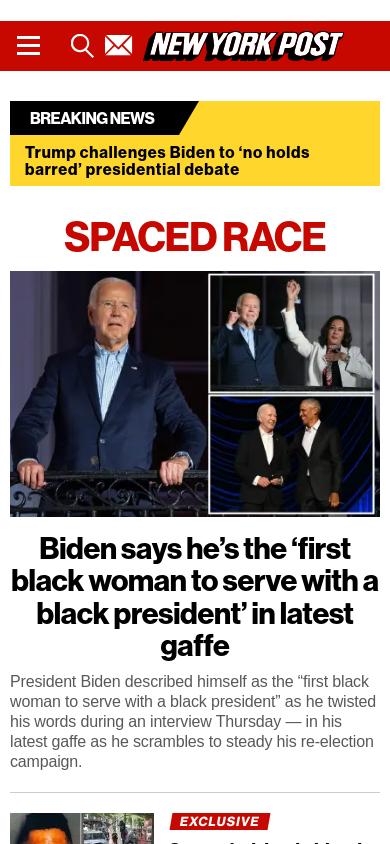 NEW YORK POST
BREAKING NEWS
Trump challenges Biden to ‘no holds
barred’ presidential debate
SPACED RACE
Biden says he’s the ‘first
black woman to serve with a
black president’ in latest
gaffe
President Biden described himself as the “first black
woman to serve with a black president” as he twisted
his words during an interview Thursday — in his
latest gaffe as he scrambles to steady his re-election
campaign.
EXCLUSIVE